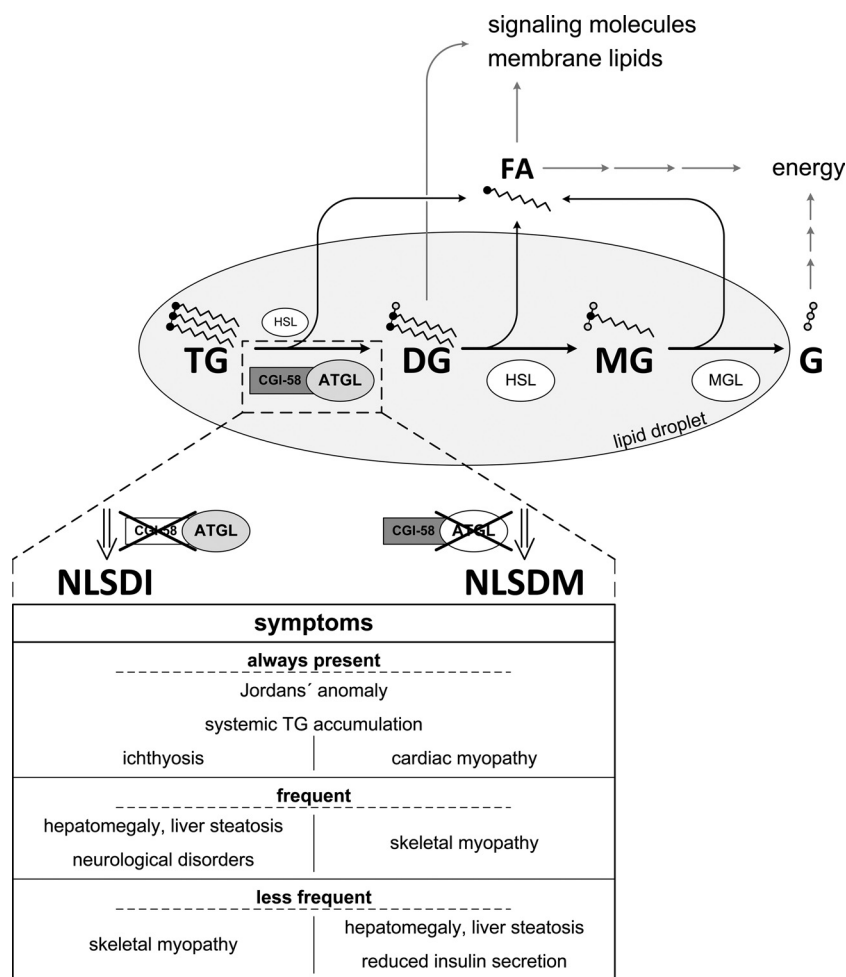 signaling molecules
membrane lipids
FA
energy
HSL
TG
DG
MG
G
CGI-58
ATGL
HSL
MGL
lipid droplet
CGI-58
ATGL
CGI-58
ATGL
NLSDI
NLSDM
symptoms
always present
Jordans´ anomaly
systemic TG accumulation
ichthyosis
cardiac myopathy
frequent
hepatomegaly, liver steatosis
neurological disorders
skeletal myopathy
less frequent
skeletal myopathy
hepatomegaly, liver steatosis
reduced insulin secretion